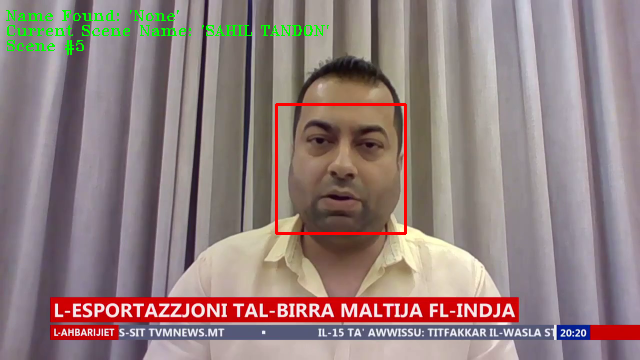 Name Found: 'None'
Current Scene Name: 'SAHIL TANDON'
Scene #5
L-ESPORTAZZJONI TAL-BIRRA MALTIJA FL-INDJA
L-AĦBARIJIET S-SIT TVMNEWS.MT ▪ IL-15 TA' AWWISSU: TITFAKKAR IL-WASLA ST 20:20